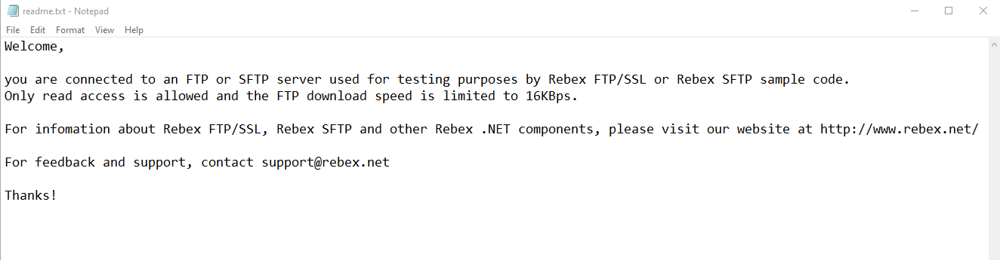 readme.txt - Notepad
File Edit Format View Help
Welcome,
you are connected to an FTP or SFTP server used for testing purposes by Rebex FTP/SSL or Rebex SFTP sample code.
Only read access is allowed and the FTP download speed is limited to 16KBps.
For infomation about Rebex FTP/SSL, Rebex SFTP and other Rebex .NET components, please visit our website at http://www.rebex.net/
For feedback and support, contact support@rebex.net
Thanks!